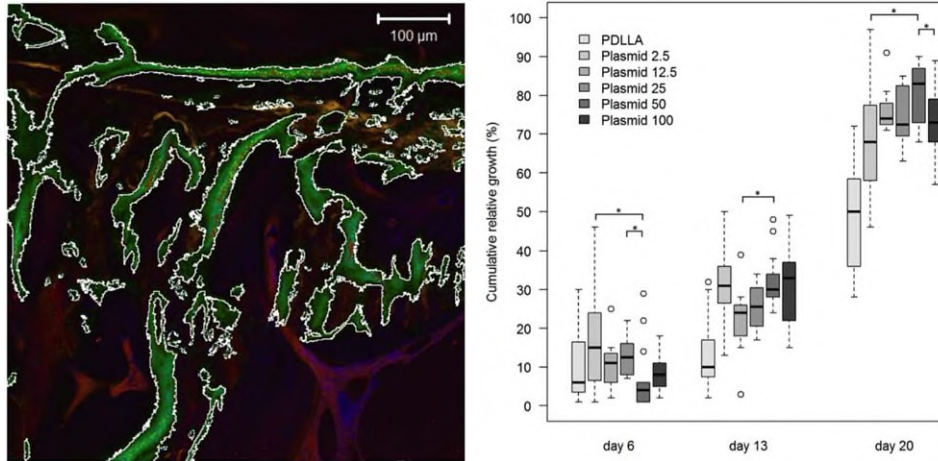 100 µm
PDLLA
Plasmid 2.5
Plasmid 12.5
Plasmid 25
Plasmid 50
Plasmid 100
Cumulative relative growth (%)
100
90
80
70
60
50
40
30
20
10
0
* *
* *
*
day 6 day 13 day 20